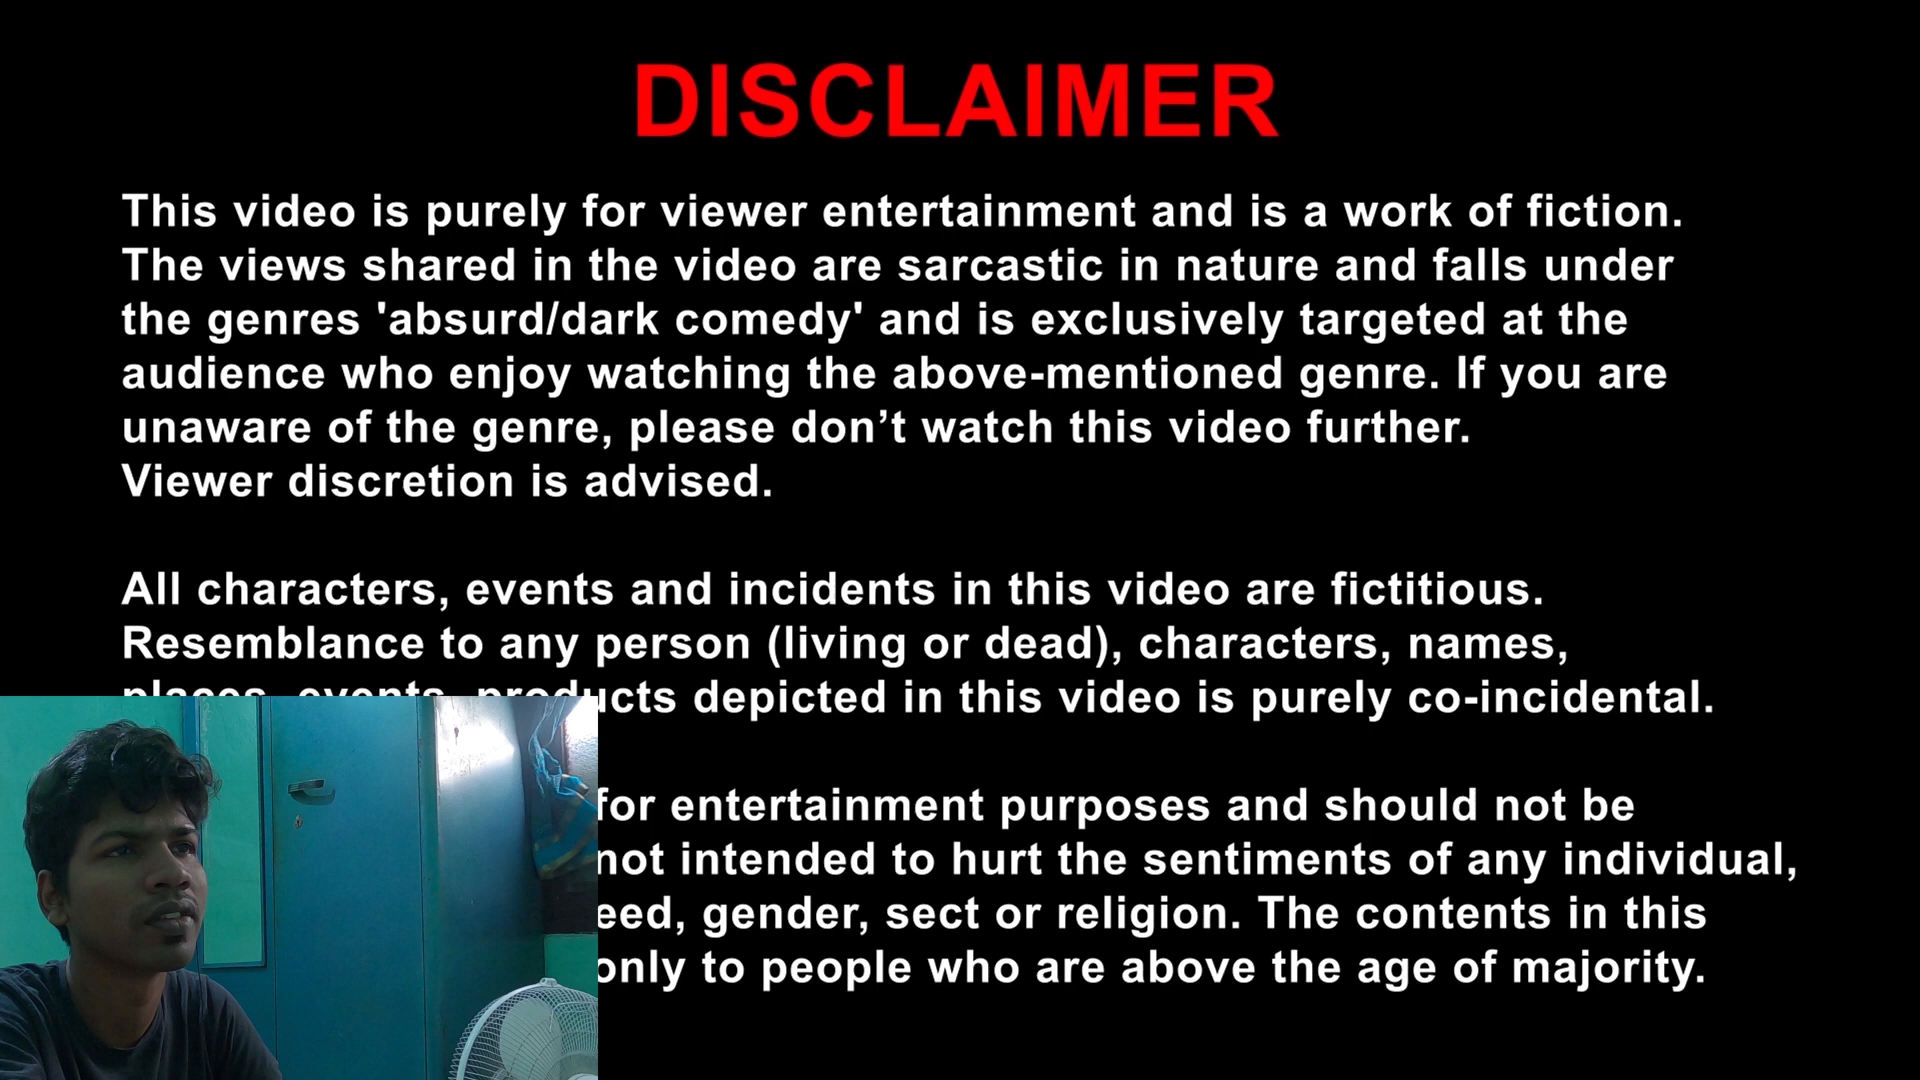 DISCLAIMER
This video is purely for viewer entertainment and is a work of fiction.
The views shared in the video are sarcastic in nature and falls under
the genres 'absurd/dark comedy' and is exclusively targeted at the
audience who enjoy watching the above-mentioned genre. If you are
unaware of the genre, please don’t watch this video further.
Viewer discretion is advised.
All characters, events and incidents in this video are fictitious.
Resemblance to any person (living or dead), characters, names,
places, events, products depicted in this video is purely co-incidental.
for entertainment purposes and should not be
not intended to hurt the sentiments of any individual,
gender, sect or religion. The contents in this
only to people who are above the age of majority.